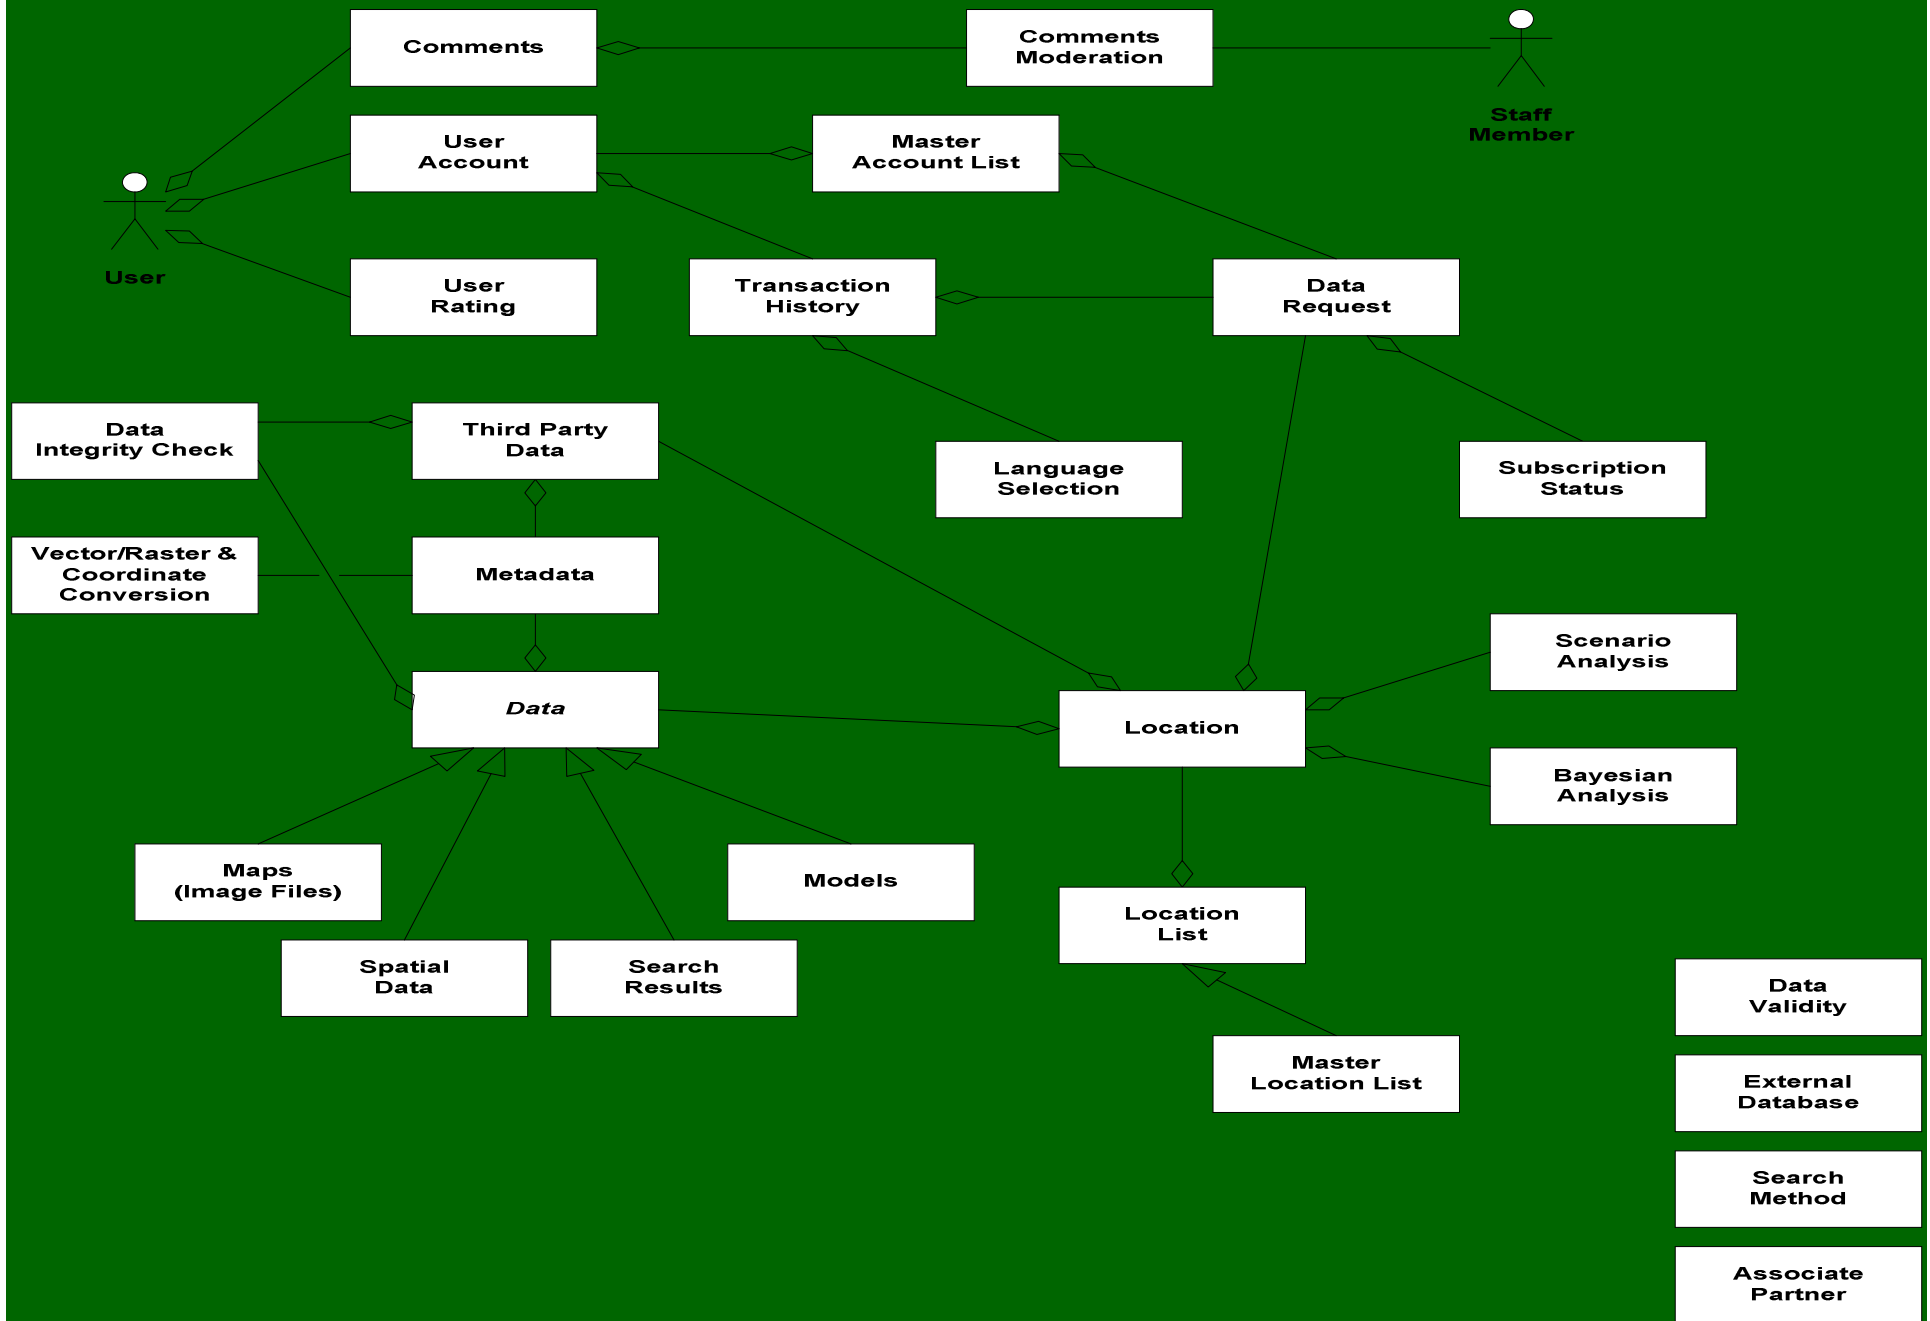 Comments
Comments
Moderation
Staff
Member
User
Account
Master
Account List
User
User
Rating
Transaction
History
Data
Request
Data
Integrity Check
Third Party
Data
Language
Selection
Subscription
Status
Vector/Raster &
Coordinate
Conversion
Metadata
Scenario
Analysis
Data
Location
Bayesian
Analysis
Maps
(Image Files)
Models
Location
List
Spatial
Data
Search
Results
Data
Validity
Master
Location List
External
Database
Search
Method
Associate
Partner